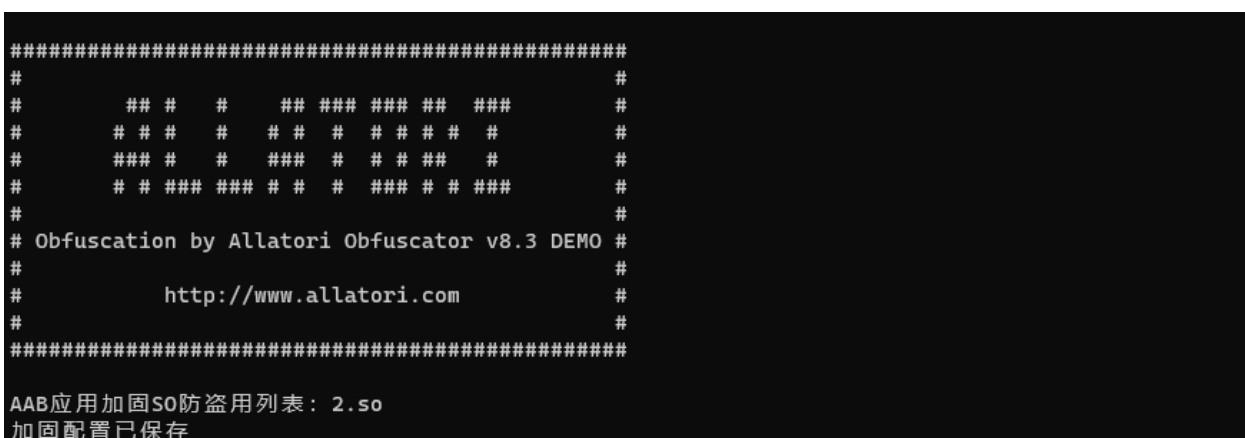 ################################################
#                                              #
#        ## #   #    ## ### ### ##  ###        #
#       # # #   #   # #  #  # # # #  #         #
#       ### #   #   ###  #  # # ##   #         #
#       # # ### ### # #  #  ### # # ###        #
#                                              #
# Obfuscation by Allatori Obfuscator v8.3 DEMO #
#                                              #
#           http://www.allatori.com            #
#                                              #
################################################
AAB应用加固SO防盗用列表: 2.so
加固配置已保存